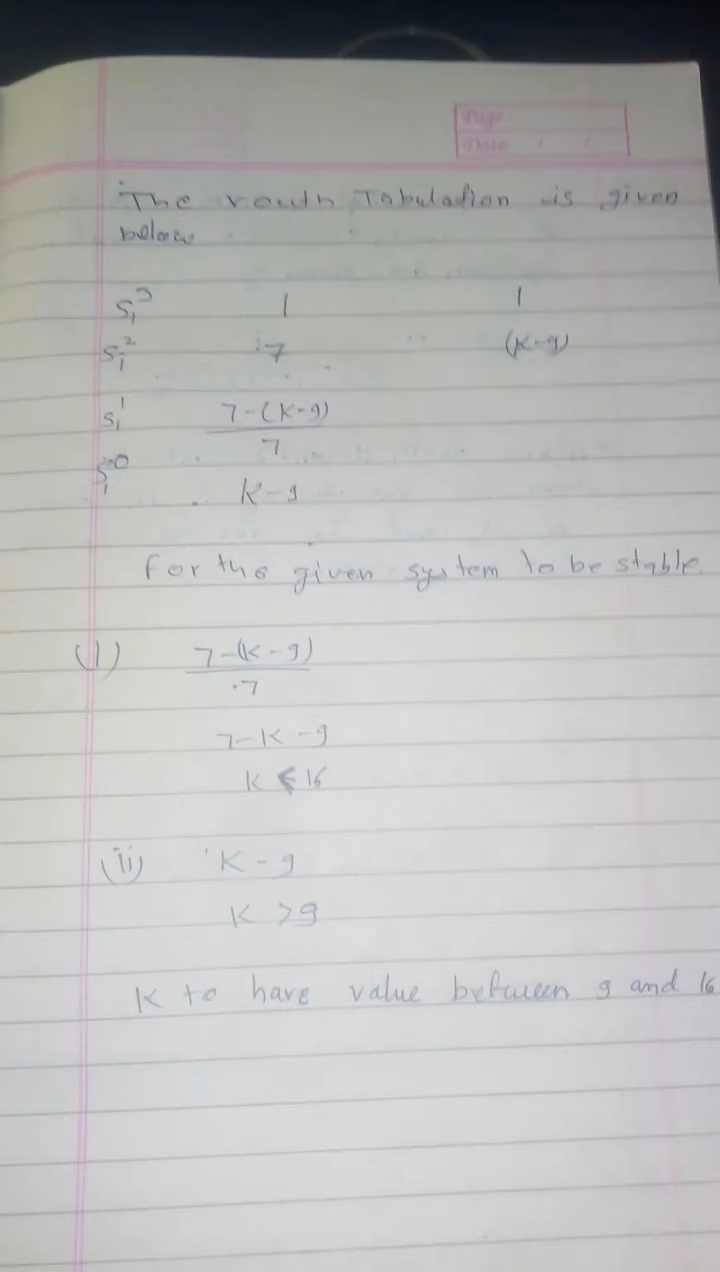 Page:
Date: / /
The routh Tabulation is given
below
S₁³ 1 1
S₁² 7 (K-9)
S₁¹ 7-(K-9)
7
S₁⁰
K-9
for the given system to be stable
(i) 7-(K-9)
7
7-K-9
K < 16
(ii) K-9
K >9
K to have value between 9 and 16